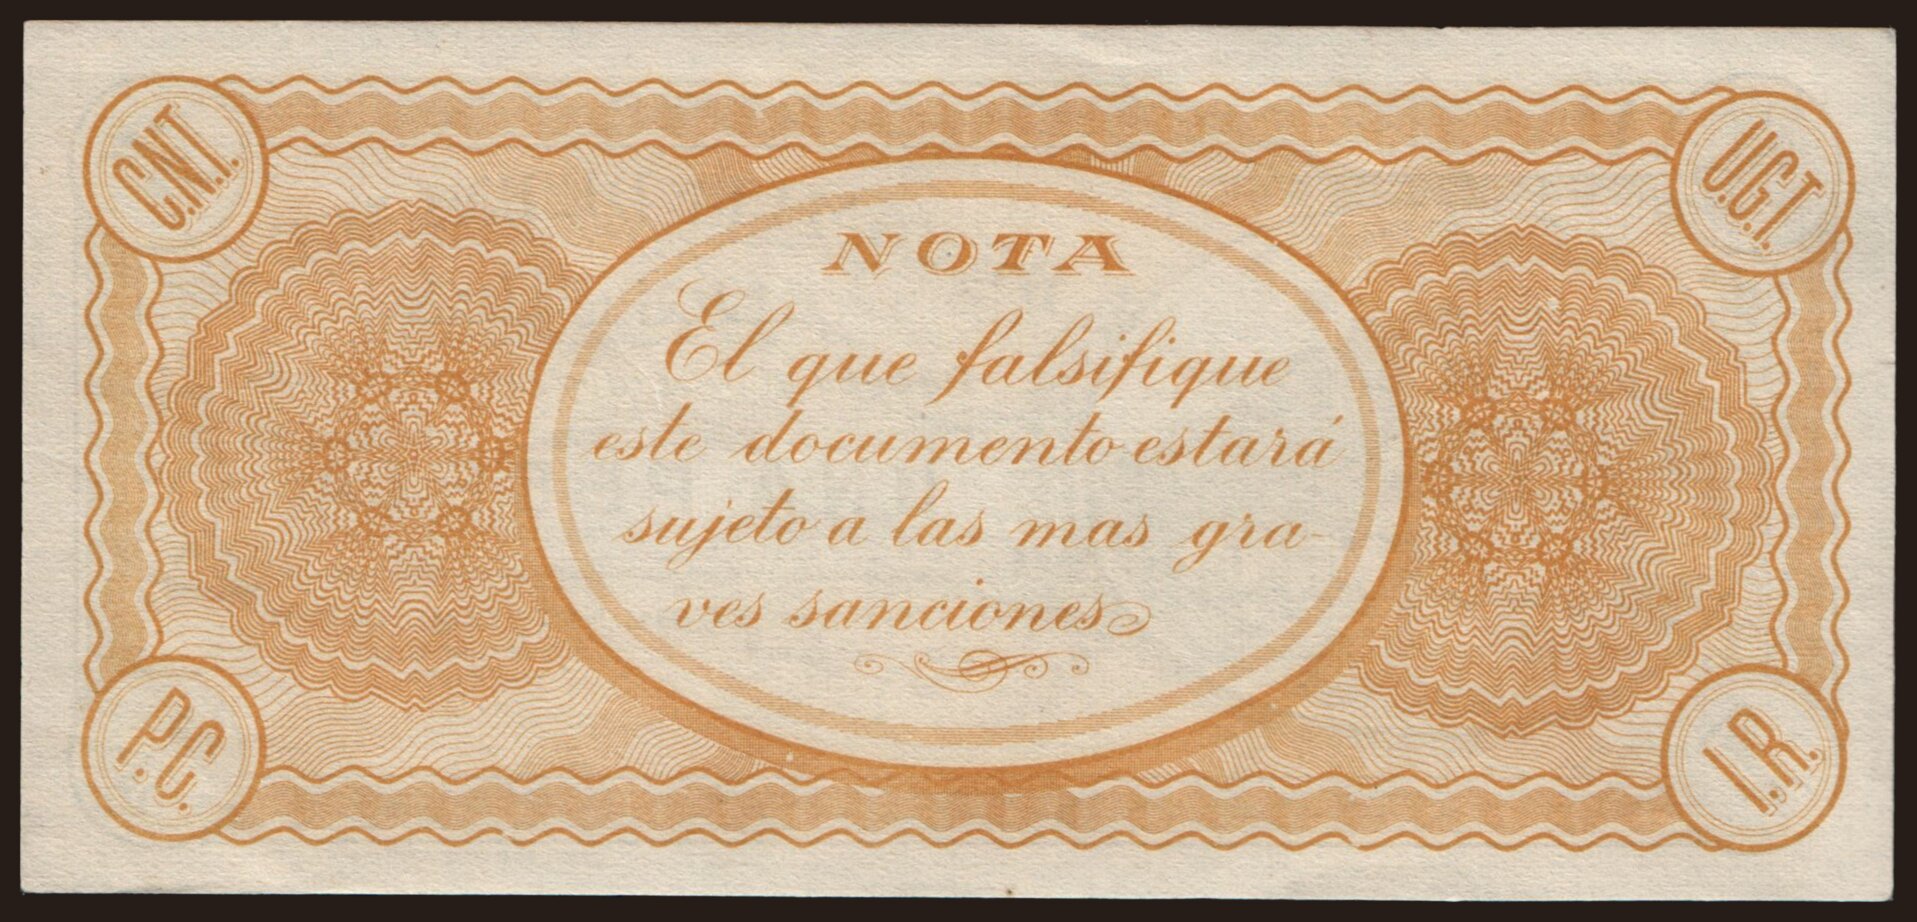 C.N.T.
U.G.T.
NOTA
El que falsifique
este documento estará
sujeto a las mas gra-
ves sanciones
P.C.
I.R.